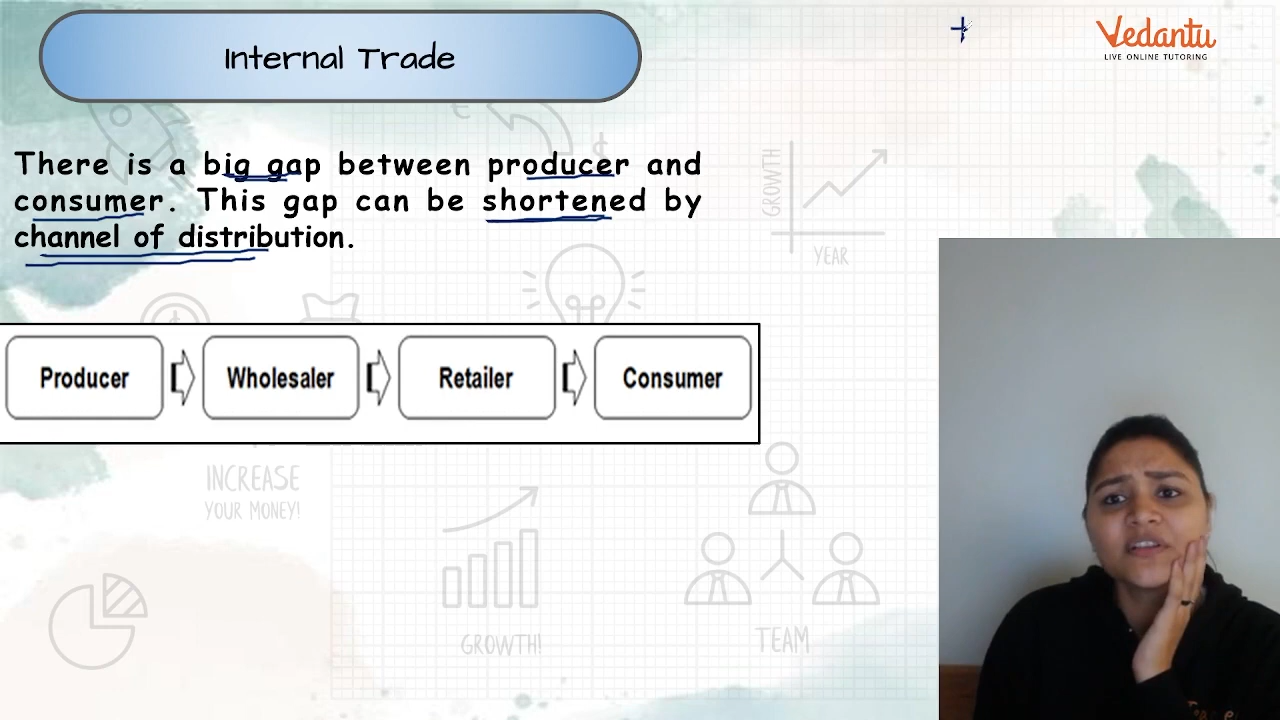 Internal Trade
Vedantu
LIVE ONLINE TUTORING
There is a big gap between producer and
consumer. This gap can be shortened by
channel of distribution.
GROWTH
YEAR
Producer
Wholesaler
Retailer
Consumer
INCREASE
YOUR MONEY!
GROWTH!
TEAM